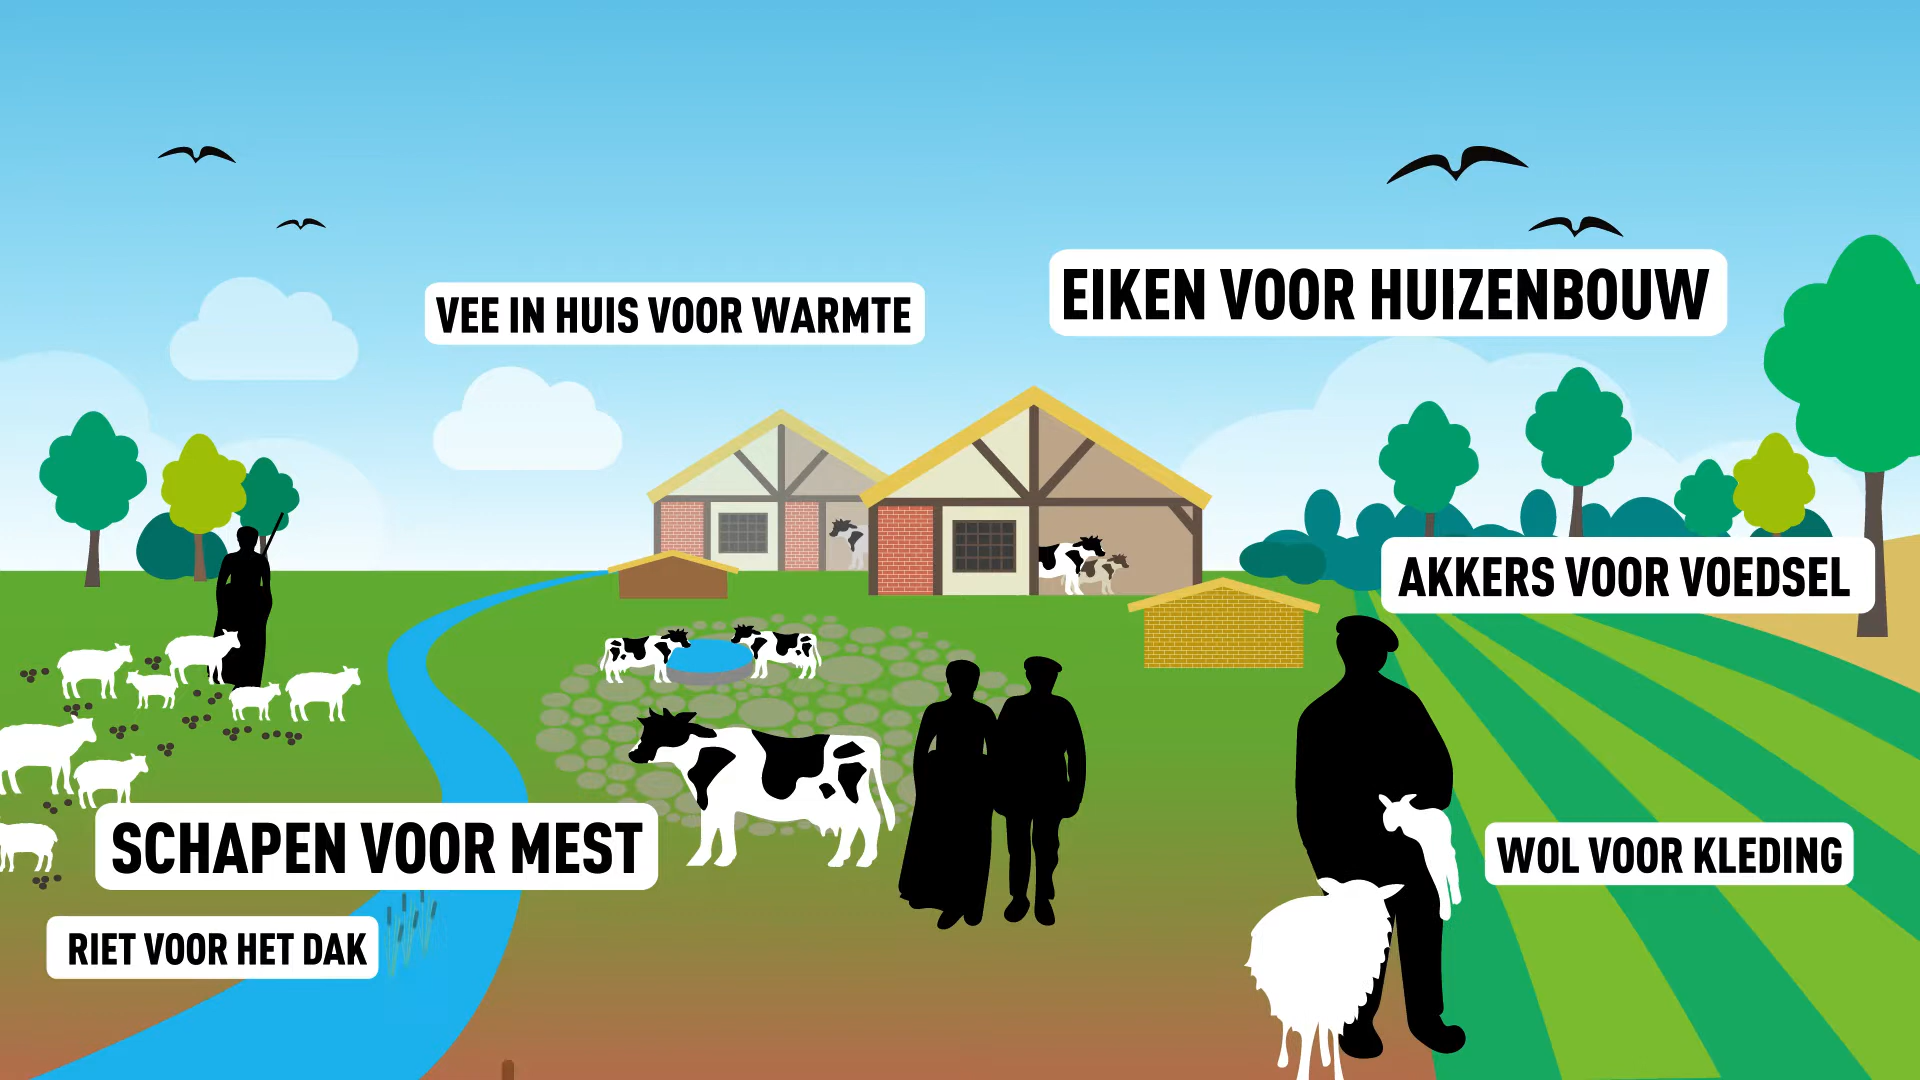 EIKEN VOOR HUIZENBOUW
VEE IN HUIS VOOR WARMTE
AKKERS VOOR VOEDSEL
SCHAPEN VOOR MEST
WOL VOOR KLEDING
RIET VOOR HET DAK